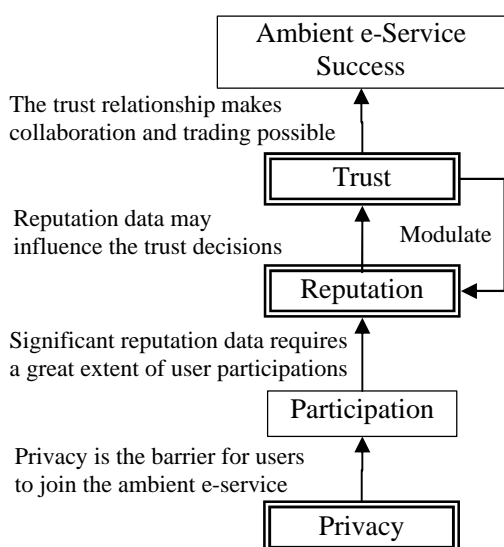 Ambient e-Service
Success
The trust relationship makes
collaboration and trading possible
Trust
Reputation data may
influence the trust decisions
Modulate
Reputation
Significant reputation data requires
a great extent of user participations
Participation
Privacy is the barrier for users
to join the ambient e-service
Privacy